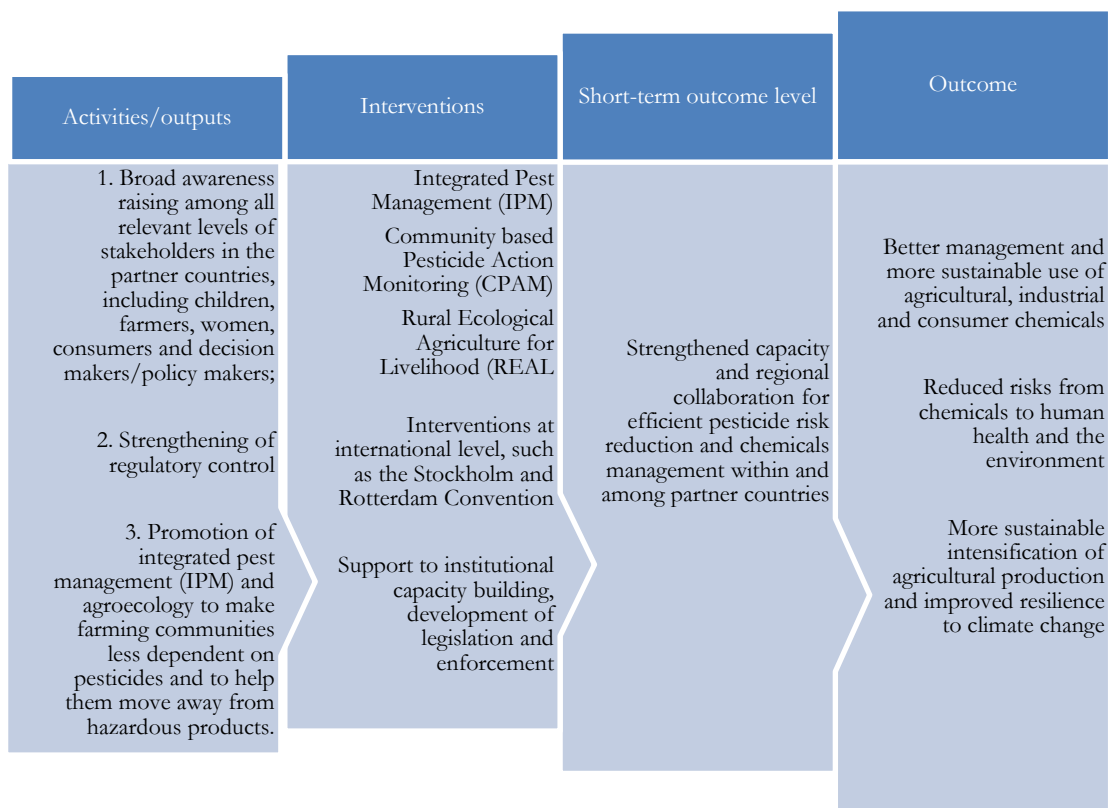 Activities/outputs
1. Broad awareness
raising among all
relevant levels of
stakeholders in the
partner countries,
including children,
farmers, women,
consumers and decision
makers/policy makers;
2. Strengthening of
regulatory control
3. Promotion of
integrated pest
management (IPM) and
agroecology to make
farming communities
less dependent on
pesticides and to help
them move away from
hazardous products.
Interventions
Integrated Pest
Management (IPM)
Community based
Pesticide Action
Monitoring (CPAM)
Rural Ecological
Agriculture for
Livelihood (REAL
Interventions at
international level, such
as the Stockholm and
Rotterdam Convention
Support to institutional
capacity building,
development of
legislation and
enforcement
Short-term outcome level
Strengthened capacity
and regional
collaboration for
efficient pesticide risk
reduction and chemicals
management within and
among partner countries
Outcome
Better management and
more sustainable use of
agricultural, industrial
and consumer chemicals
Reduced risks from
chemicals to human
health and the
environment
More sustainable
intensification of
agricultural production
and improved resilience
to climate change